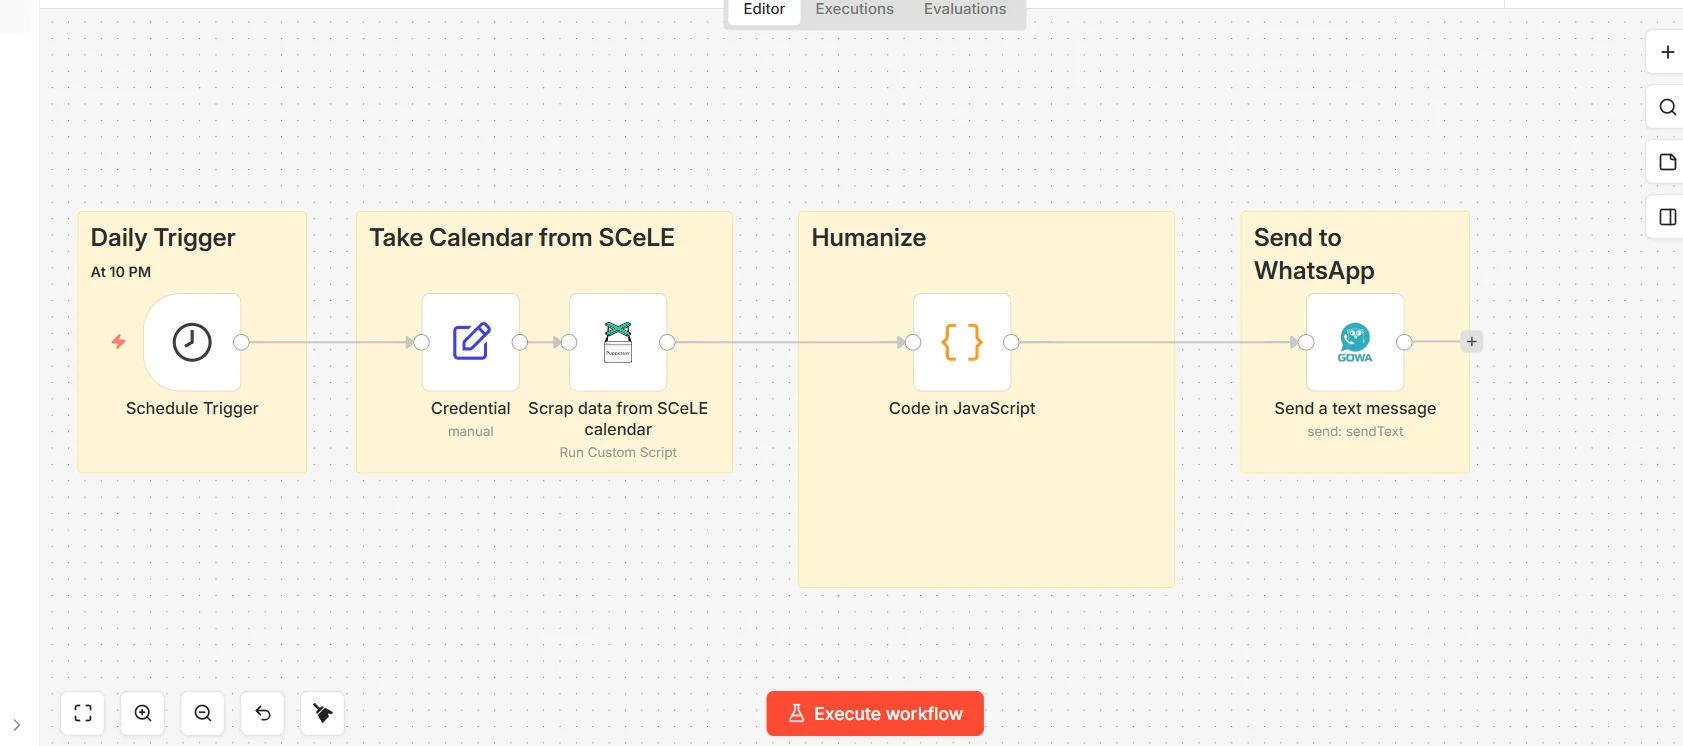 Editor Executions Evaluations
Daily Trigger
At 10 PM
Schedule Trigger
Take Calendar from SCeLE
Credential
manual
Puppeteer
Scrap data from SCeLE
calendar
Run Custom Script
Humanize
Code in JavaScript
Send to
WhatsApp
GOWA
Send a text message
send: sendText
Execute workflow